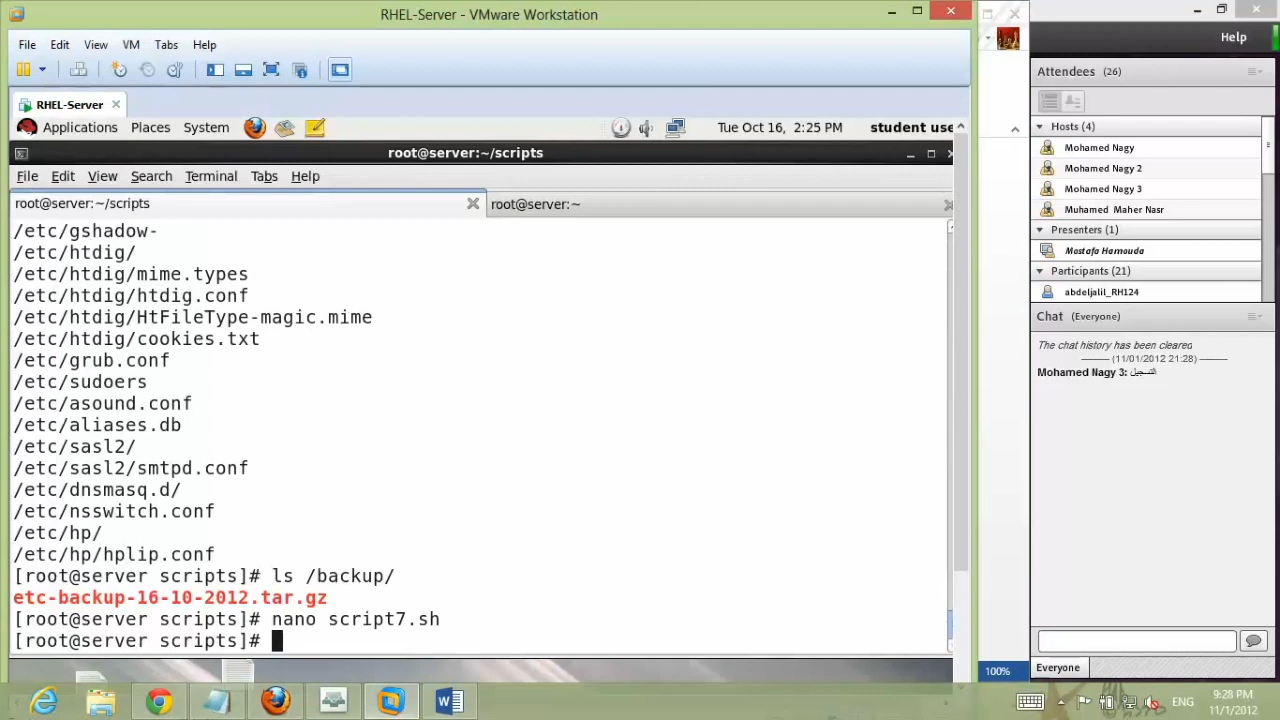 RHEL-Server - VMware Workstation
File Edit View VM Tabs Help
RHEL-Server
Applications Places System
Tue Oct 16, 2:25 PM
student use
root@server:~/scripts
File Edit View Search Terminal Tabs Help
root@server:~/scripts
root@server:~
/etc/gshadow-
/etc/htdig/
/etc/htdig/mime.types
/etc/htdig/htdig.conf
/etc/htdig/HtFileType-magic.mime
/etc/htdig/cookies.txt
/etc/grub.conf
/etc/sudoers
/etc/asound.conf
/etc/aliases.db
/etc/sasl2/
/etc/sasl2/smtpd.conf
/etc/dnsmasq.d/
/etc/nsswitch.conf
/etc/hp/
/etc/hp/hplip.conf
[root@server scripts]# ls /backup/
etc-backup-16-10-2012.tar.gz
[root@server scripts]# nano script7.sh
[root@server scripts]#
100%
Help
Attendees (26)
Hosts (4)
Mohamed Nagy
Mohamed Nagy 2
Mohamed Nagy 3
Muhamed Maher Nasr
Presenters (1)
Mostafa Hamouda
Participants (21)
abdeljalil_RH124
Chat (Everyone)
The chat history has been cleared
(11/01/2012 21:28)
Mohamed Nagy 3: التسجيل
Everyone
ENG
9:28 PM
11/1/2012